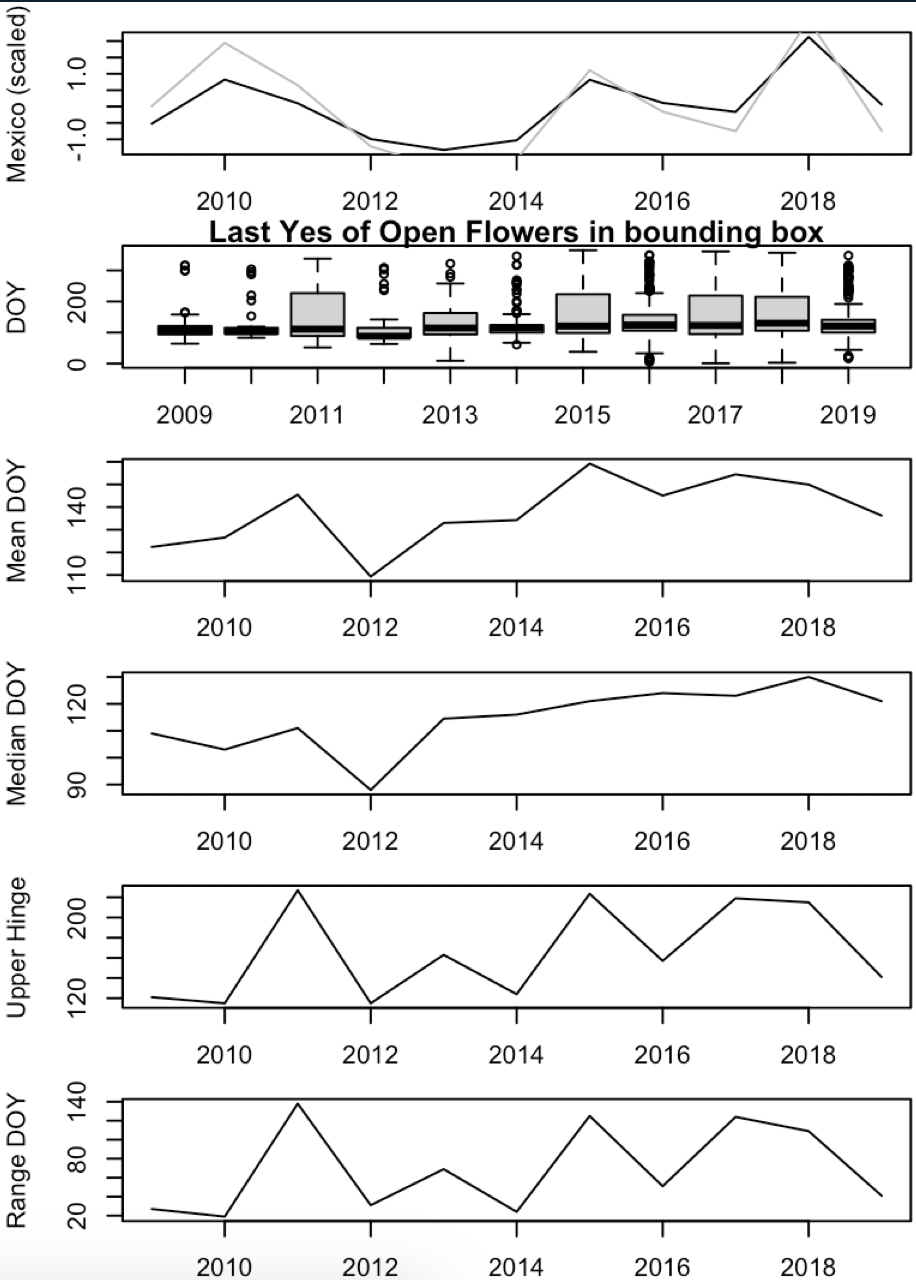 Mexico (scaled)
1.0
-1.0
2010 2012 2014 2016 2018
Last Yes of Open Flowers in bounding box
DOY
200
0
2009 2011 2013 2015 2017 2019
Mean DOY
140
110
2010 2012 2014 2016 2018
Median DOY
120
90
2010 2012 2014 2016 2018
Upper Hinge
200
120
2010 2012 2014 2016 2018
Range DOY
140
80
20
2010 2012 2014 2016 2018